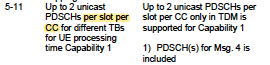 5-11
Up to 2 unicast
PDSCHs per slot per
CC for different TBs
for UE processing
time Capability 1
Up to 2 unicast PDSCHs per
slot per CC only in TDM is
supported for Capability 1
1) PDSCH(s) for Msg. 4 is
included